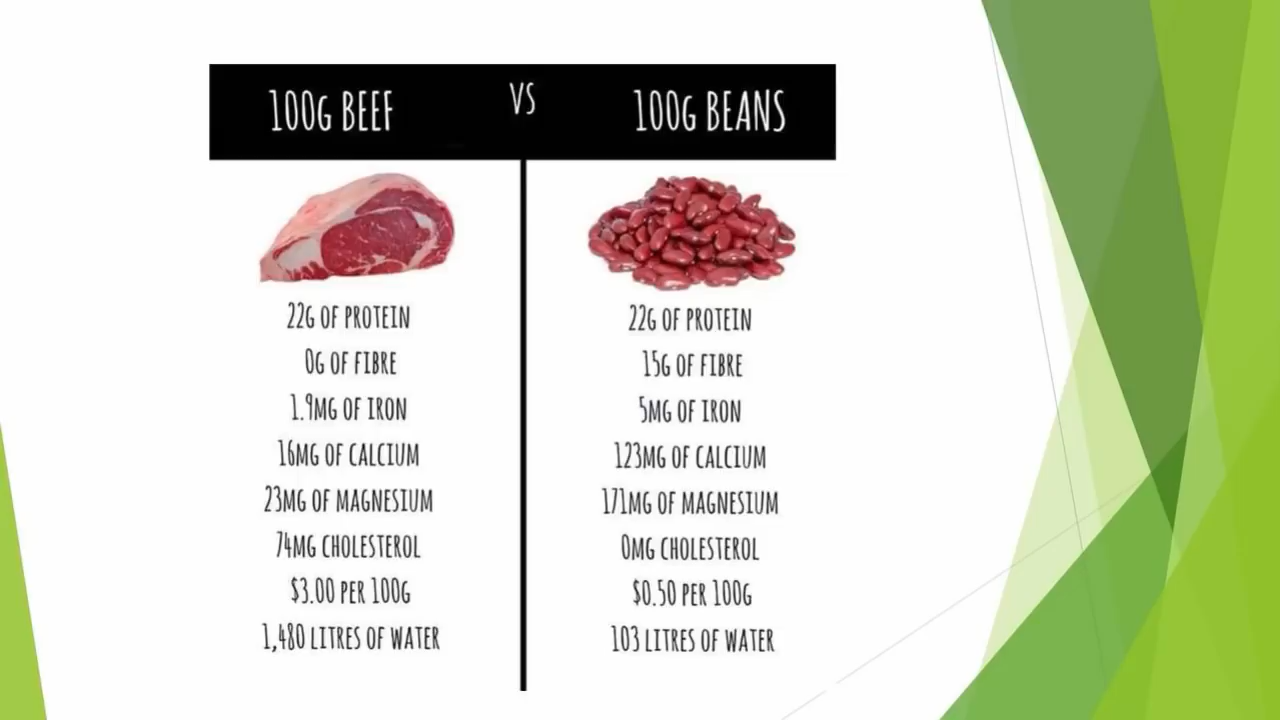 100G BEEF VS 100G BEANS
22G OF PROTEIN
0G OF FIBRE
1.9MG OF IRON
16MG OF CALCIUM
23MG OF MAGNESIUM
74MG CHOLESTEROL
$3.00 PER 100G
1,480 LITRES OF WATER
22G OF PROTEIN
15G OF FIBRE
5MG OF IRON
123MG OF CALCIUM
171MG OF MAGNESIUM
0MG CHOLESTEROL
$0.50 PER 100G
103 LITRES OF WATER